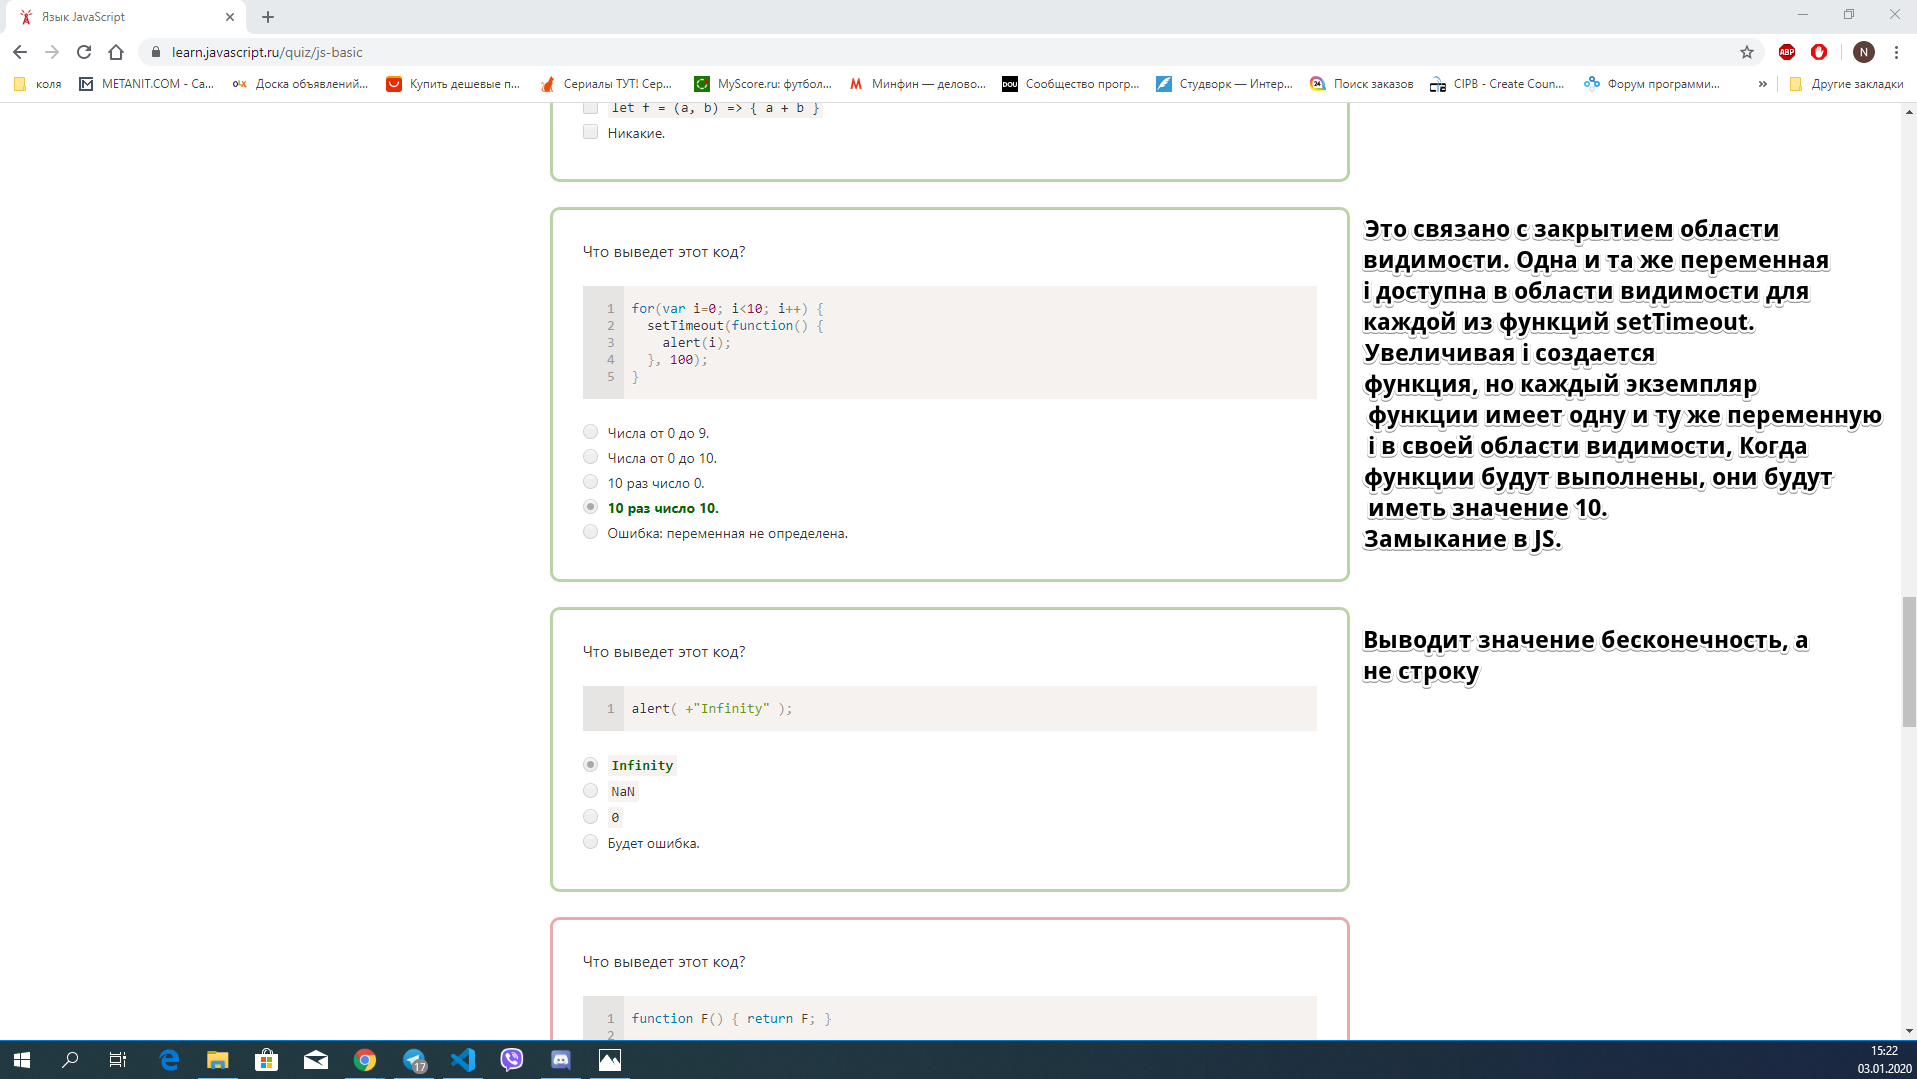 Язык JavaScript
learn.javascript.ru/quiz/js-basic
ABP
N
коля
METANIT.COM - Са...
Доска объявлений...
Купить дешевые п...
Сериалы ТУТ! Сер...
MyScore.ru: футбол...
Минфин — делово...
DOU
Сообщество прогр...
Студворк — Интер...
24
Поиск заказов
CIPB - Create Coun...
Форум программи...
»
Другие закладки
let f = (a, b) => { a + b }
Никакие.
Что выведет этот код?
1 for(var i=0; i<10; i++) {
2 setTimeout(function() {
3 alert(i);
4 }, 100);
5 }
Числа от 0 до 9.
Числа от 0 до 10.
10 раз число 0.
10 раз число 10.
Ошибка: переменная не определена.
Это связано с закрытием области
видимости. Одна и та же переменная
i доступна в области видимости для
каждой из функций setTimeout.
Увеличивая i создается
функция, но каждый экземпляр
функции имеет одну и ту же переменную
i в своей области видимости, Когда
функции будут выполнены, они будут
иметь значение 10.
Замыкание в JS.
Что выведет этот код?
1 alert( +"Infinity" );
Infinity
NaN
0
Будет ошибка.
Выводит значение бесконечность, а
не строку
Что выведет этот код?
1 function F() { return F; }
2
17
15:22
03.01.2020